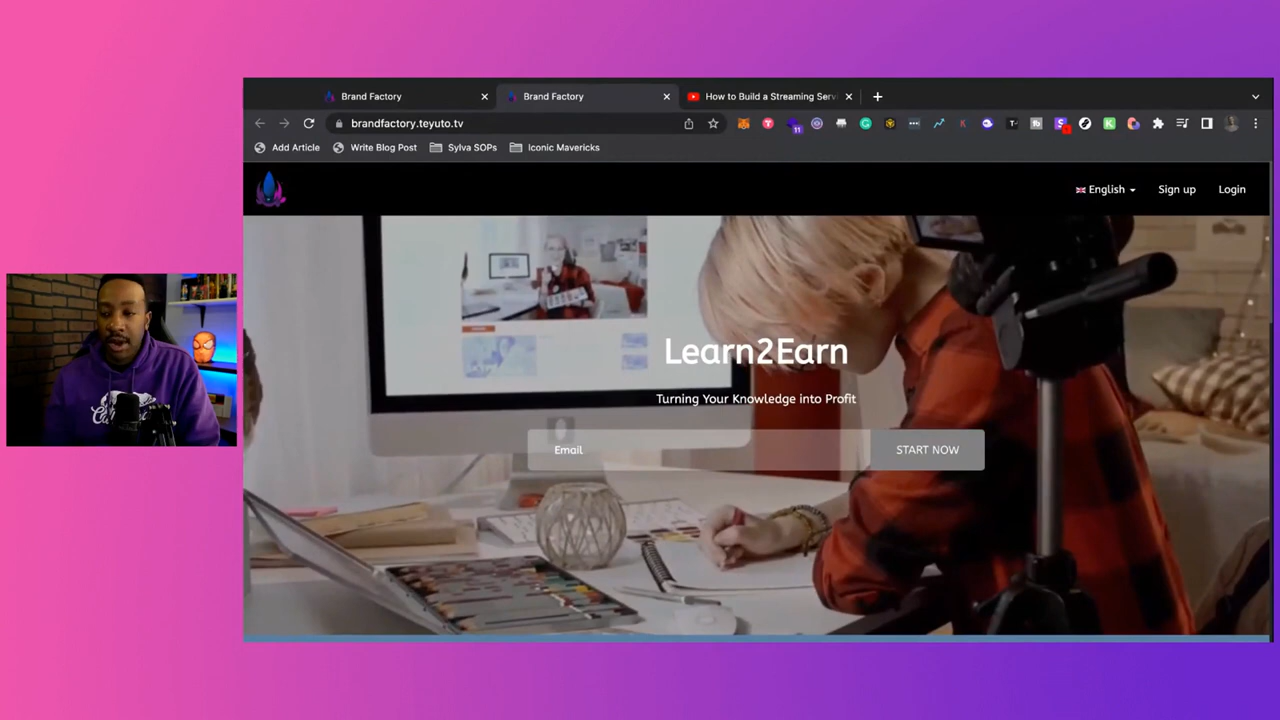 Brand Factory
Brand Factory
How to Build a Streaming Serv
brandfactory.teyuto.tv
11
Add Article
Write Blog Post
Sylva SOPs
Iconic Mavericks
English
Sign up
Login
Learn2Earn
Turning Your Knowledge into Profit
Email
START NOW